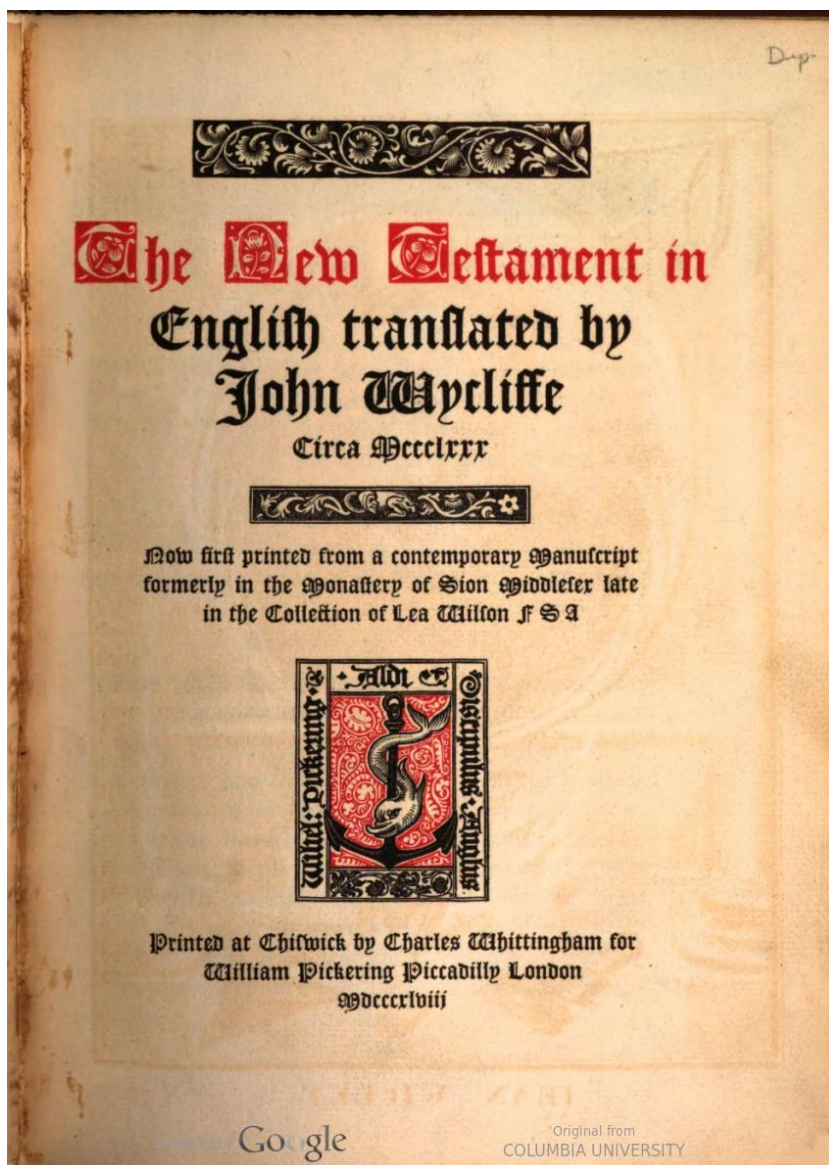 Dup.
The New Teſtament in
Engliſh tranſlated by
John Wycliffe
Circa Mccclxxx
Now firſt printed from a contemporary Manuſcript
formerly in the Monaſtery of Sion Middleſex late
in the Collection of Lea Wilſon F S A
Aldi
Wilhel: Pickering
Discipulus · Anglus
Printed at Chiſwick by Charles Whittingham for
William Pickering Piccadilly London
Mdcccxlviij
Google
Original from
COLUMBIA UNIVERSITY